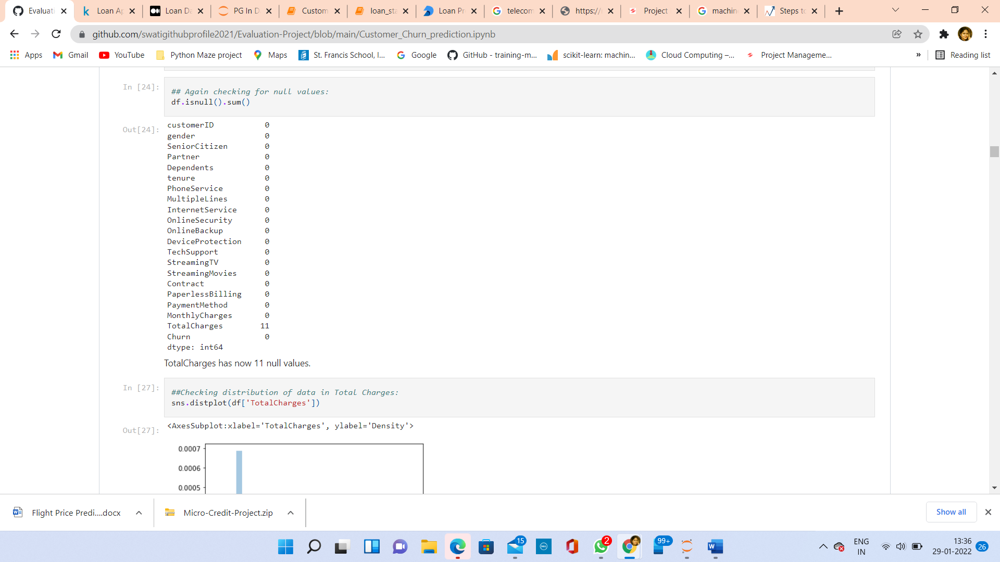 Evaluati
Loan Ap
Loan Da
PG In D
Custom
loan_sta
Loan Pr
telecom
https://
Project
machin
Steps to
github.com/swatigithubprofile2021/Evaluation-Project/blob/main/Customer_Churn_prediction.ipynb
Apps
Gmail
YouTube
Python Maze project
Maps
St. Francis School, I...
Google
GitHub - training-m...
scikit-learn: machin...
Cloud Computing –...
Project Manageme...
»
Reading list
In [24]:
## Again checking for null values:
df.isnull().sum()
Out[24]:
customerID 0
gender 0
SeniorCitizen 0
Partner 0
Dependents 0
tenure 0
PhoneService 0
MultipleLines 0
InternetService 0
OnlineSecurity 0
OnlineBackup 0
DeviceProtection 0
TechSupport 0
StreamingTV 0
StreamingMovies 0
Contract 0
PaperlessBilling 0
PaymentMethod 0
MonthlyCharges 0
TotalCharges 11
Churn 0
dtype: int64
TotalCharges has now 11 null values.
In [27]:
##Checking distribution of data in Total Charges:
sns.distplot(df['TotalCharges'])
Out[27]:
<AxesSubplot:xlabel='TotalCharges', ylabel='Density'>
0.0007
0.0006
0.0005
Flight Price Predi....docx
Micro-Credit-Project.zip
Show all
15
2
99+
ENG
IN
13:36
29-01-2022
26